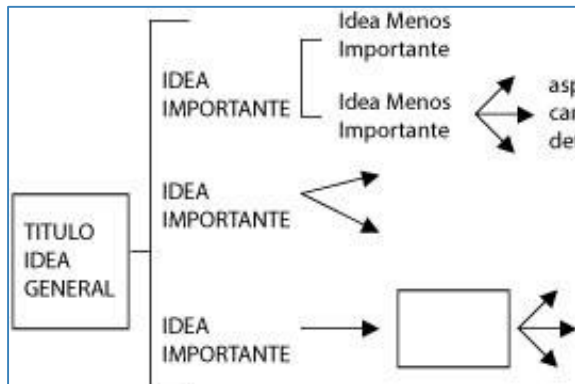 Idea Menos
Importante
IDEA
IMPORTANTE
Idea Menos
Importante
IDEA
IMPORTANTE
TITULO
IDEA
GENERAL
IDEA
IMPORTANTE